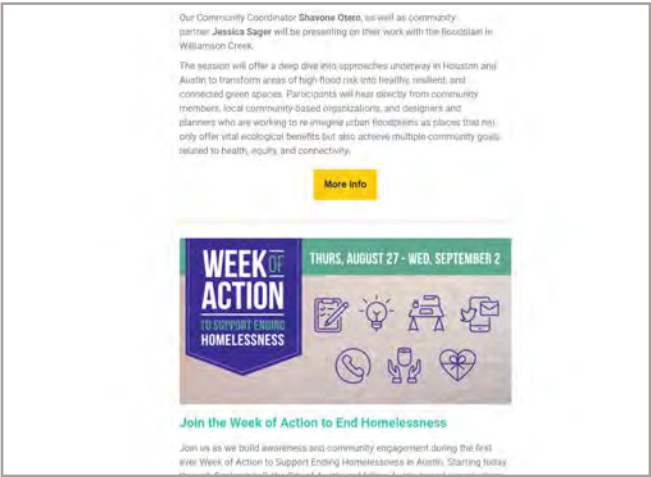 Our Community Coordinator Shavone Otero, as well as community
partner Jessica Sager will be presenting on their work with the floodplain in
Williamson Creek.
The session will offer a deep dive into approaches underway in Houston and
Austin to transform areas of high flood risk into healthy, resilient, and
connected green spaces. Participants will hear directly from community
members, local community-based organizations, and designers and
planners who are working to re-imagine urban floodplains as places that not
only offer vital ecological benefits but also achieve multiple community goals
related to health, equity, and connectivity.
More Info
WEEK OF
ACTION
TO SUPPORT ENDING
HOMELESSNESS
THURS, AUGUST 27 - WED, SEPTEMBER 2
Join the Week of Action to End Homelessness
Join us as we build awareness and community engagement during the first
ever Week of Action to Support Ending Homelessness in Austin. Starting today